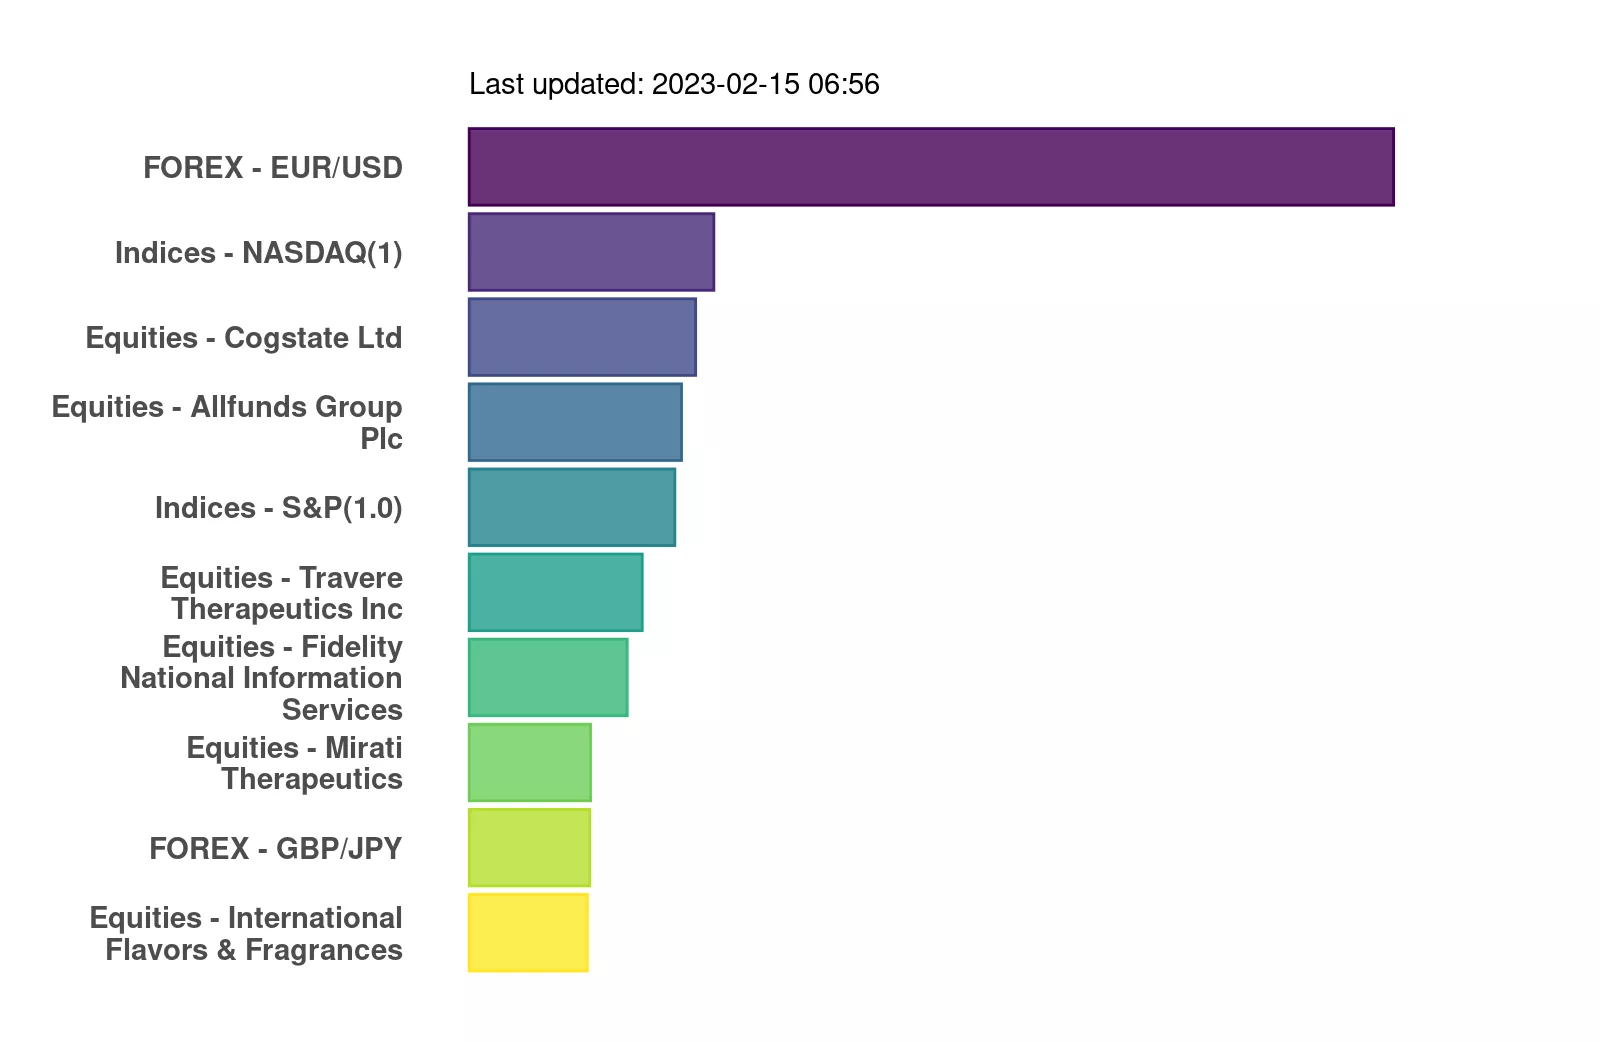 Last updated: 2023-02-15 06:56
FOREX - EUR/USD
Indices - NASDAQ(1)
Equities - Cogstate Ltd
Equities - Allfunds Group
Plc
Indices - S&P(1.0)
Equities - Travere
Therapeutics Inc
Equities - Fidelity
National Information
Services
Equities - Mirati
Therapeutics
FOREX - GBP/JPY
Equities - International
Flavors & Fragrances